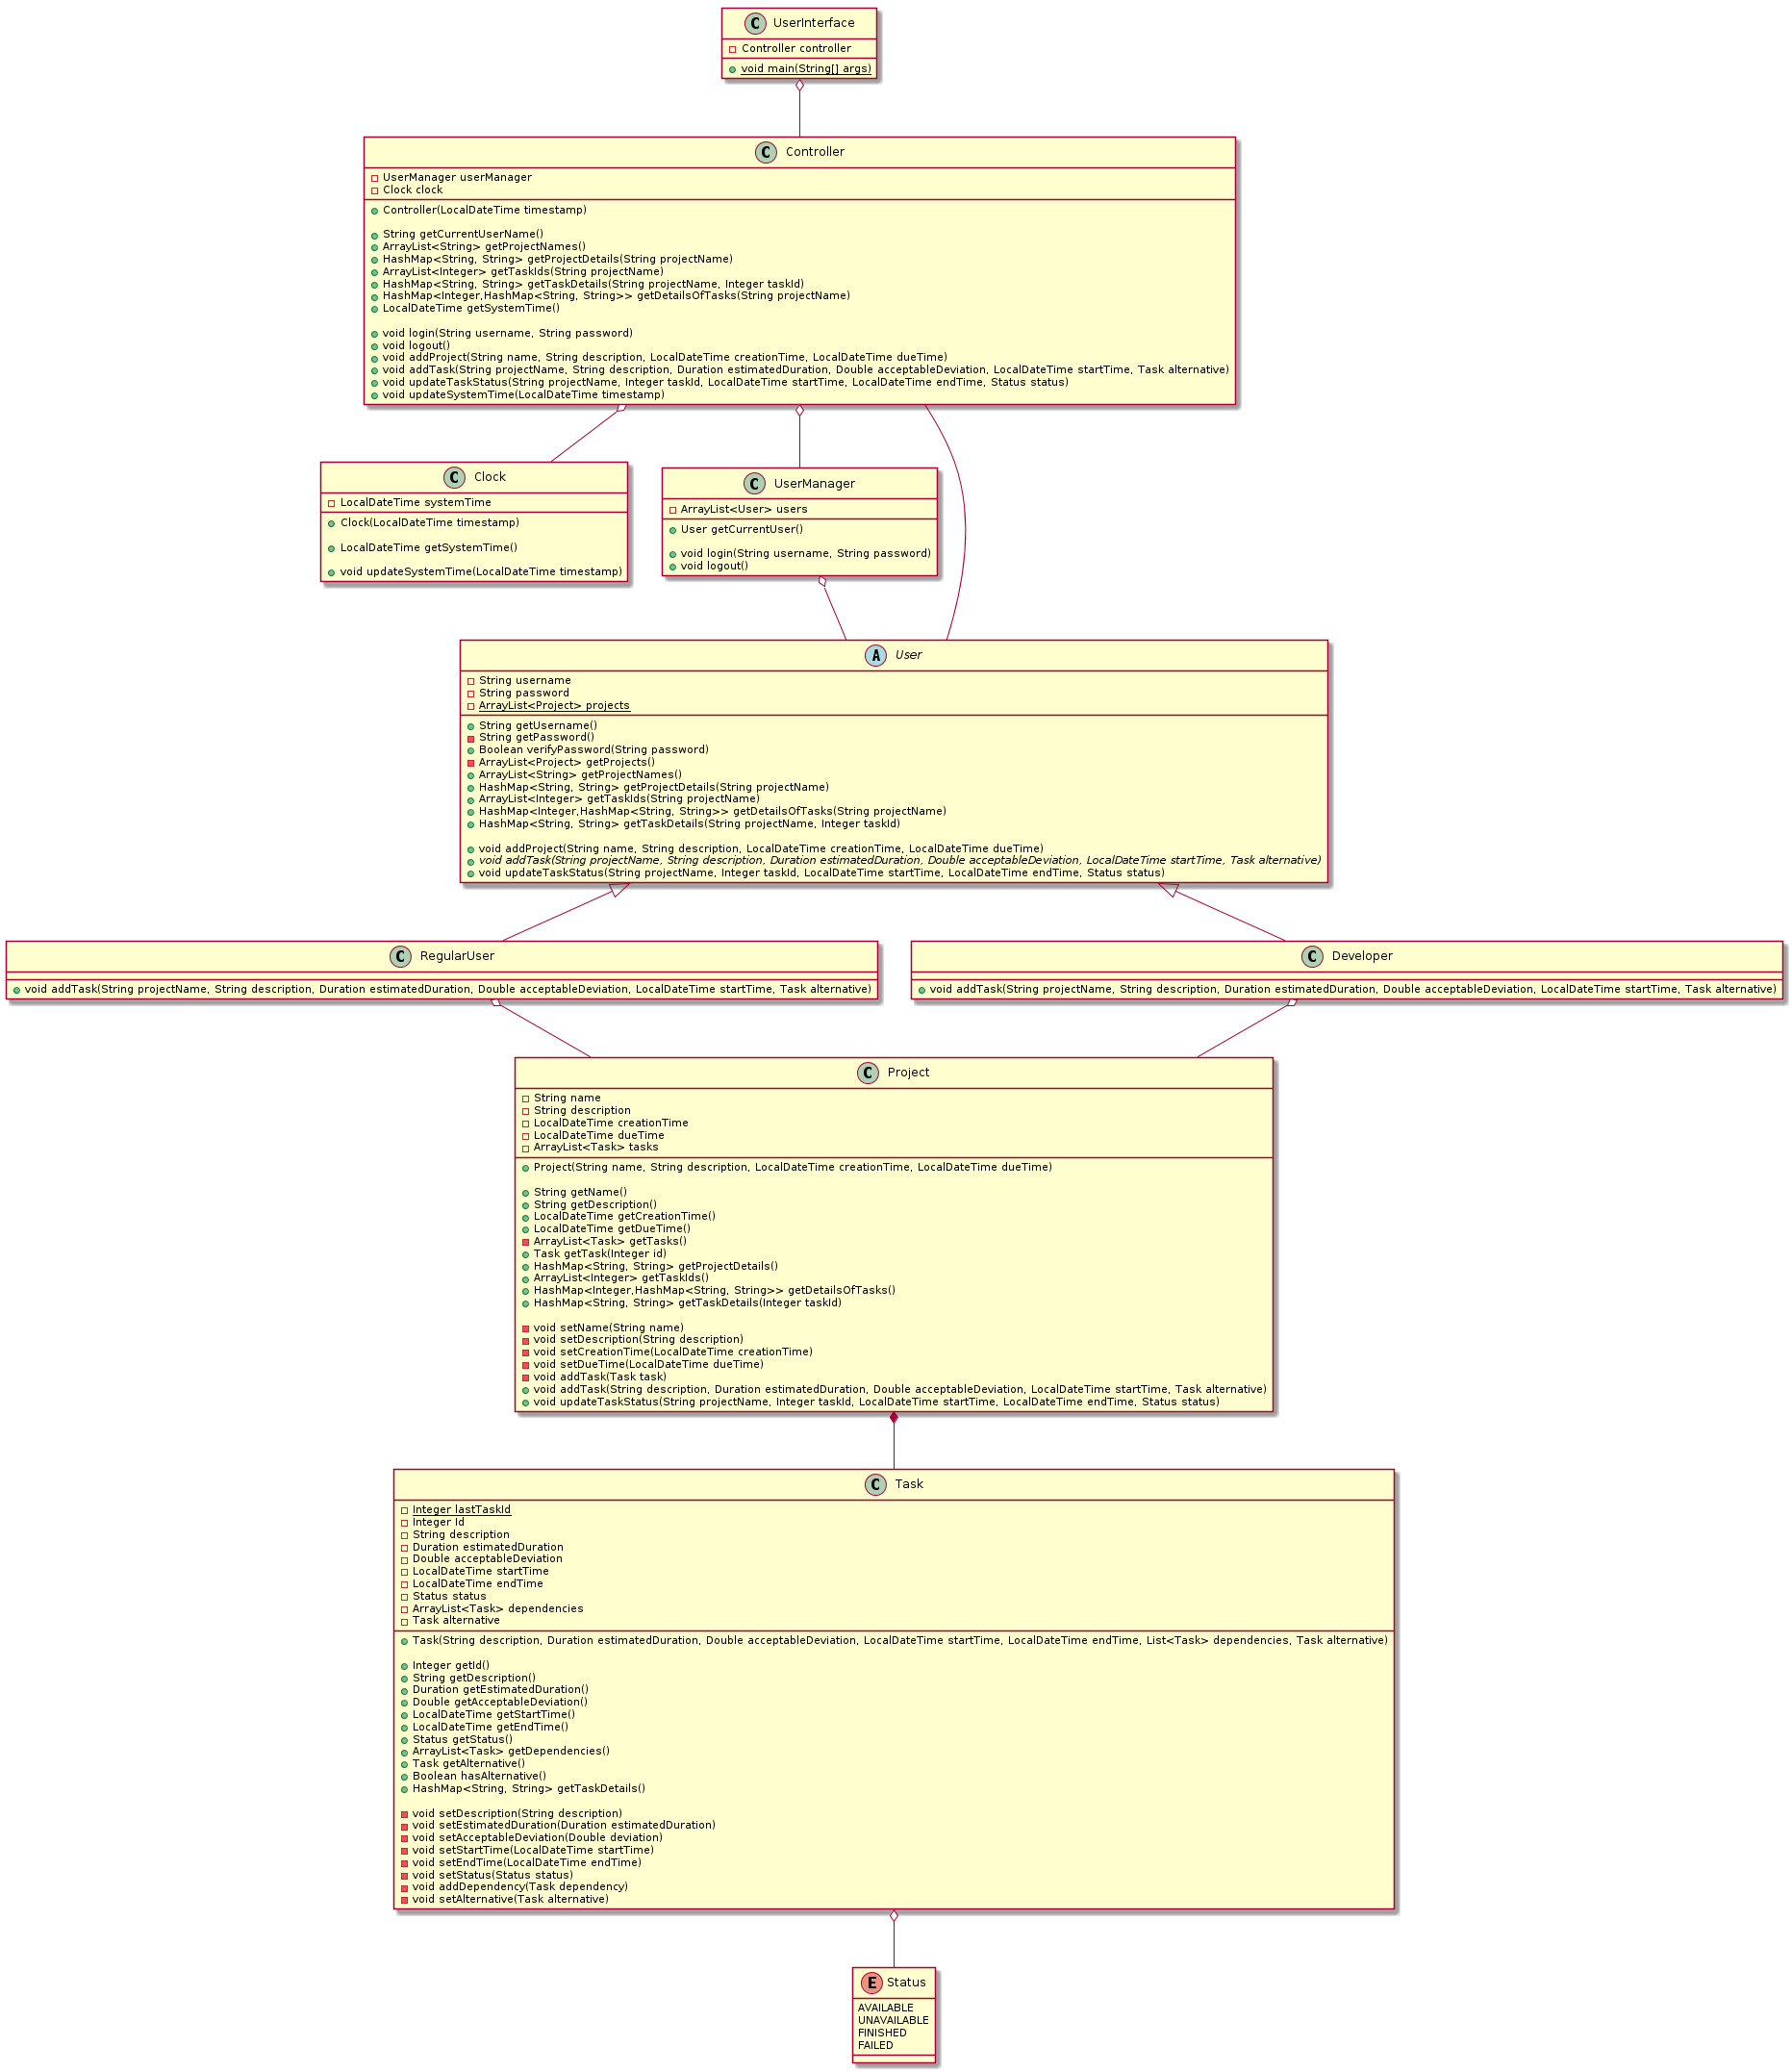 C UserInterface
Controller controller
void main(String[] args)
C Controller
UserManager userManager
Clock clock
Controller(LocalDateTime timestamp)
String getCurrentUserName()
ArrayList<String> getProjectNames()
HashMap<String, String> getProjectDetails(String projectName)
ArrayList<Integer> getTaskIds(String projectName)
HashMap<String, String> getTaskDetails(String projectName, Integer taskId)
HashMap<Integer,HashMap<String, String>> getDetailsOfTasks(String projectName)
LocalDateTime getSystemTime()
void login(String username, String password)
void logout()
void addProject(String name, String description, LocalDateTime creationTime, LocalDateTime dueTime)
void addTask(String projectName, String description, Duration estimatedDuration, Double acceptableDeviation, LocalDateTime startTime, Task alternative)
void updateTaskStatus(String projectName, Integer taskId, LocalDateTime startTime, LocalDateTime endTime, Status status)
void updateSystemTime(LocalDateTime timestamp)
C Clock
LocalDateTime systemTime
Clock(LocalDateTime timestamp)
LocalDateTime getSystemTime()
void updateSystemTime(LocalDateTime timestamp)
C UserManager
ArrayList<User> users
User getCurrentUser()
void login(String username, String password)
void logout()
A User
String username
String password
ArrayList<Project> projects
String getUsername()
String getPassword()
Boolean verifyPassword(String password)
ArrayList<Project> getProjects()
ArrayList<String> getProjectNames()
HashMap<String, String> getProjectDetails(String projectName)
ArrayList<Integer> getTaskIds(String projectName)
HashMap<Integer,HashMap<String, String>> getDetailsOfTasks(String projectName)
HashMap<String, String> getTaskDetails(String projectName, Integer taskId)
void addProject(String name, String description, LocalDateTime creationTime, LocalDateTime dueTime)
void addTask(String projectName, String description, Duration estimatedDuration, Double acceptableDeviation, LocalDateTime startTime, Task alternative)
void updateTaskStatus(String projectName, Integer taskId, LocalDateTime startTime, LocalDateTime endTime, Status status)
C RegularUser
void addTask(String projectName, String description, Duration estimatedDuration, Double acceptableDeviation, LocalDateTime startTime, Task alternative)
C Developer
void addTask(String projectName, String description, Duration estimatedDuration, Double acceptableDeviation, LocalDateTime startTime, Task alternative)
C Project
String name
String description
LocalDateTime creationTime
LocalDateTime dueTime
ArrayList<Task> tasks
Project(String name, String description, LocalDateTime creationTime, LocalDateTime dueTime)
String getName()
String getDescription()
LocalDateTime getCreationTime()
LocalDateTime getDueTime()
ArrayList<Task> getTasks()
Task getTask(Integer id)
HashMap<String, String> getProjectDetails()
ArrayList<Integer> getTaskIds()
HashMap<Integer,HashMap<String, String>> getDetailsOfTasks()
HashMap<String, String> getTaskDetails(Integer taskId)
void setName(String name)
void setDescription(String description)
void setCreationTime(LocalDateTime creationTime)
void setDueTime(LocalDateTime dueTime)
void addTask(Task task)
void addTask(String description, Duration estimatedDuration, Double acceptableDeviation, LocalDateTime startTime, Task alternative)
void updateTaskStatus(String projectName, Integer taskId, LocalDateTime startTime, LocalDateTime endTime, Status status)
C Task
Integer lastTaskId
Integer Id
String description
Duration estimatedDuration
Double acceptableDeviation
LocalDateTime startTime
LocalDateTime endTime
Status status
ArrayList<Task> dependencies
Task alternative
Task(String description, Duration estimatedDuration, Double acceptableDeviation, LocalDateTime startTime, LocalDateTime endTime, List<Task> dependencies, Task alternative)
Integer getId()
String getDescription()
Duration getEstimatedDuration()
Double getAcceptableDeviation()
LocalDateTime getStartTime()
LocalDateTime getEndTime()
Status getStatus()
ArrayList<Task> getDependencies()
Task getAlternative()
Boolean hasAlternative()
HashMap<String, String> getTaskDetails()
void setDescription(String description)
void setEstimatedDuration(Duration estimatedDuration)
void setAcceptableDeviation(Double deviation)
void setStartTime(LocalDateTime startTime)
void setEndTime(LocalDateTime endTime)
void setStatus(Status status)
void addDependency(Task dependency)
void setAlternative(Task alternative)
E Status
AVAILABLE
UNAVAILABLE
FINISHED
FAILED